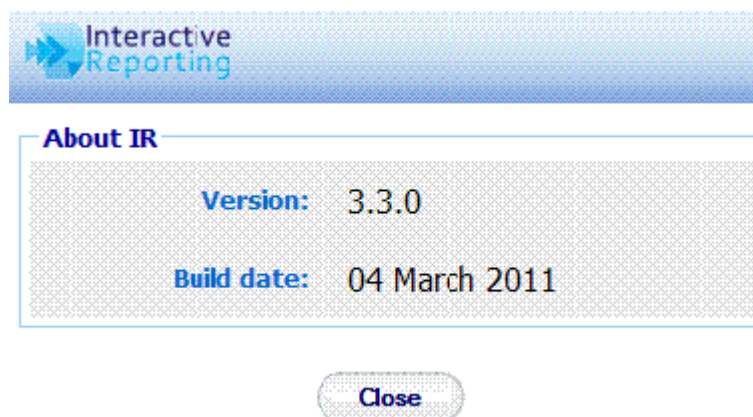 Interactive
Reporting
About IR
Version: 3.3.0
Build date: 04 March 2011
Close